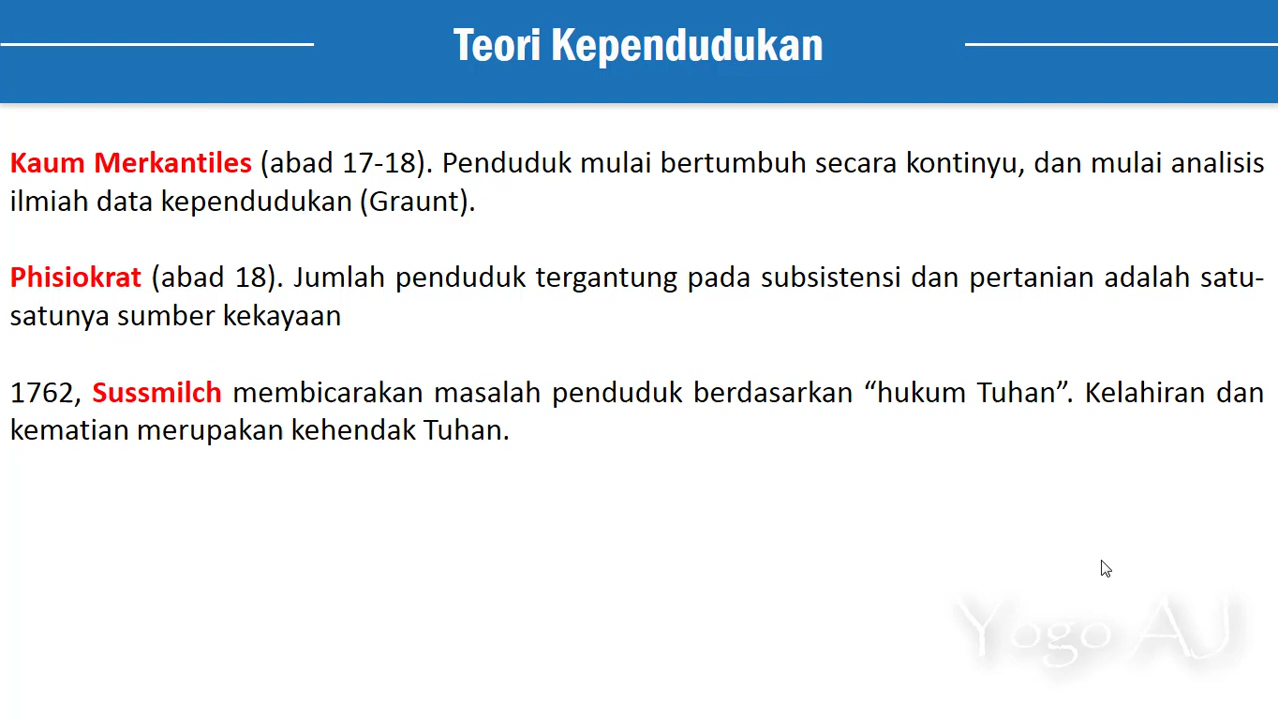 Teori Kependudukan
Kaum Merkantiles (abad 17-18). Penduduk mulai bertumbuh secara kontinyu, dan mulai analisis
ilmiah data kependudukan (Graunt).
Phisiokrat (abad 18). Jumlah penduduk tergantung pada subsistensi dan pertanian adalah satu-
satunya sumber kekayaan
1762, Sussmilch membicarakan masalah penduduk berdasarkan “hukum Tuhan”. Kelahiran dan
kematian merupakan kehendak Tuhan.
Yogo AJ